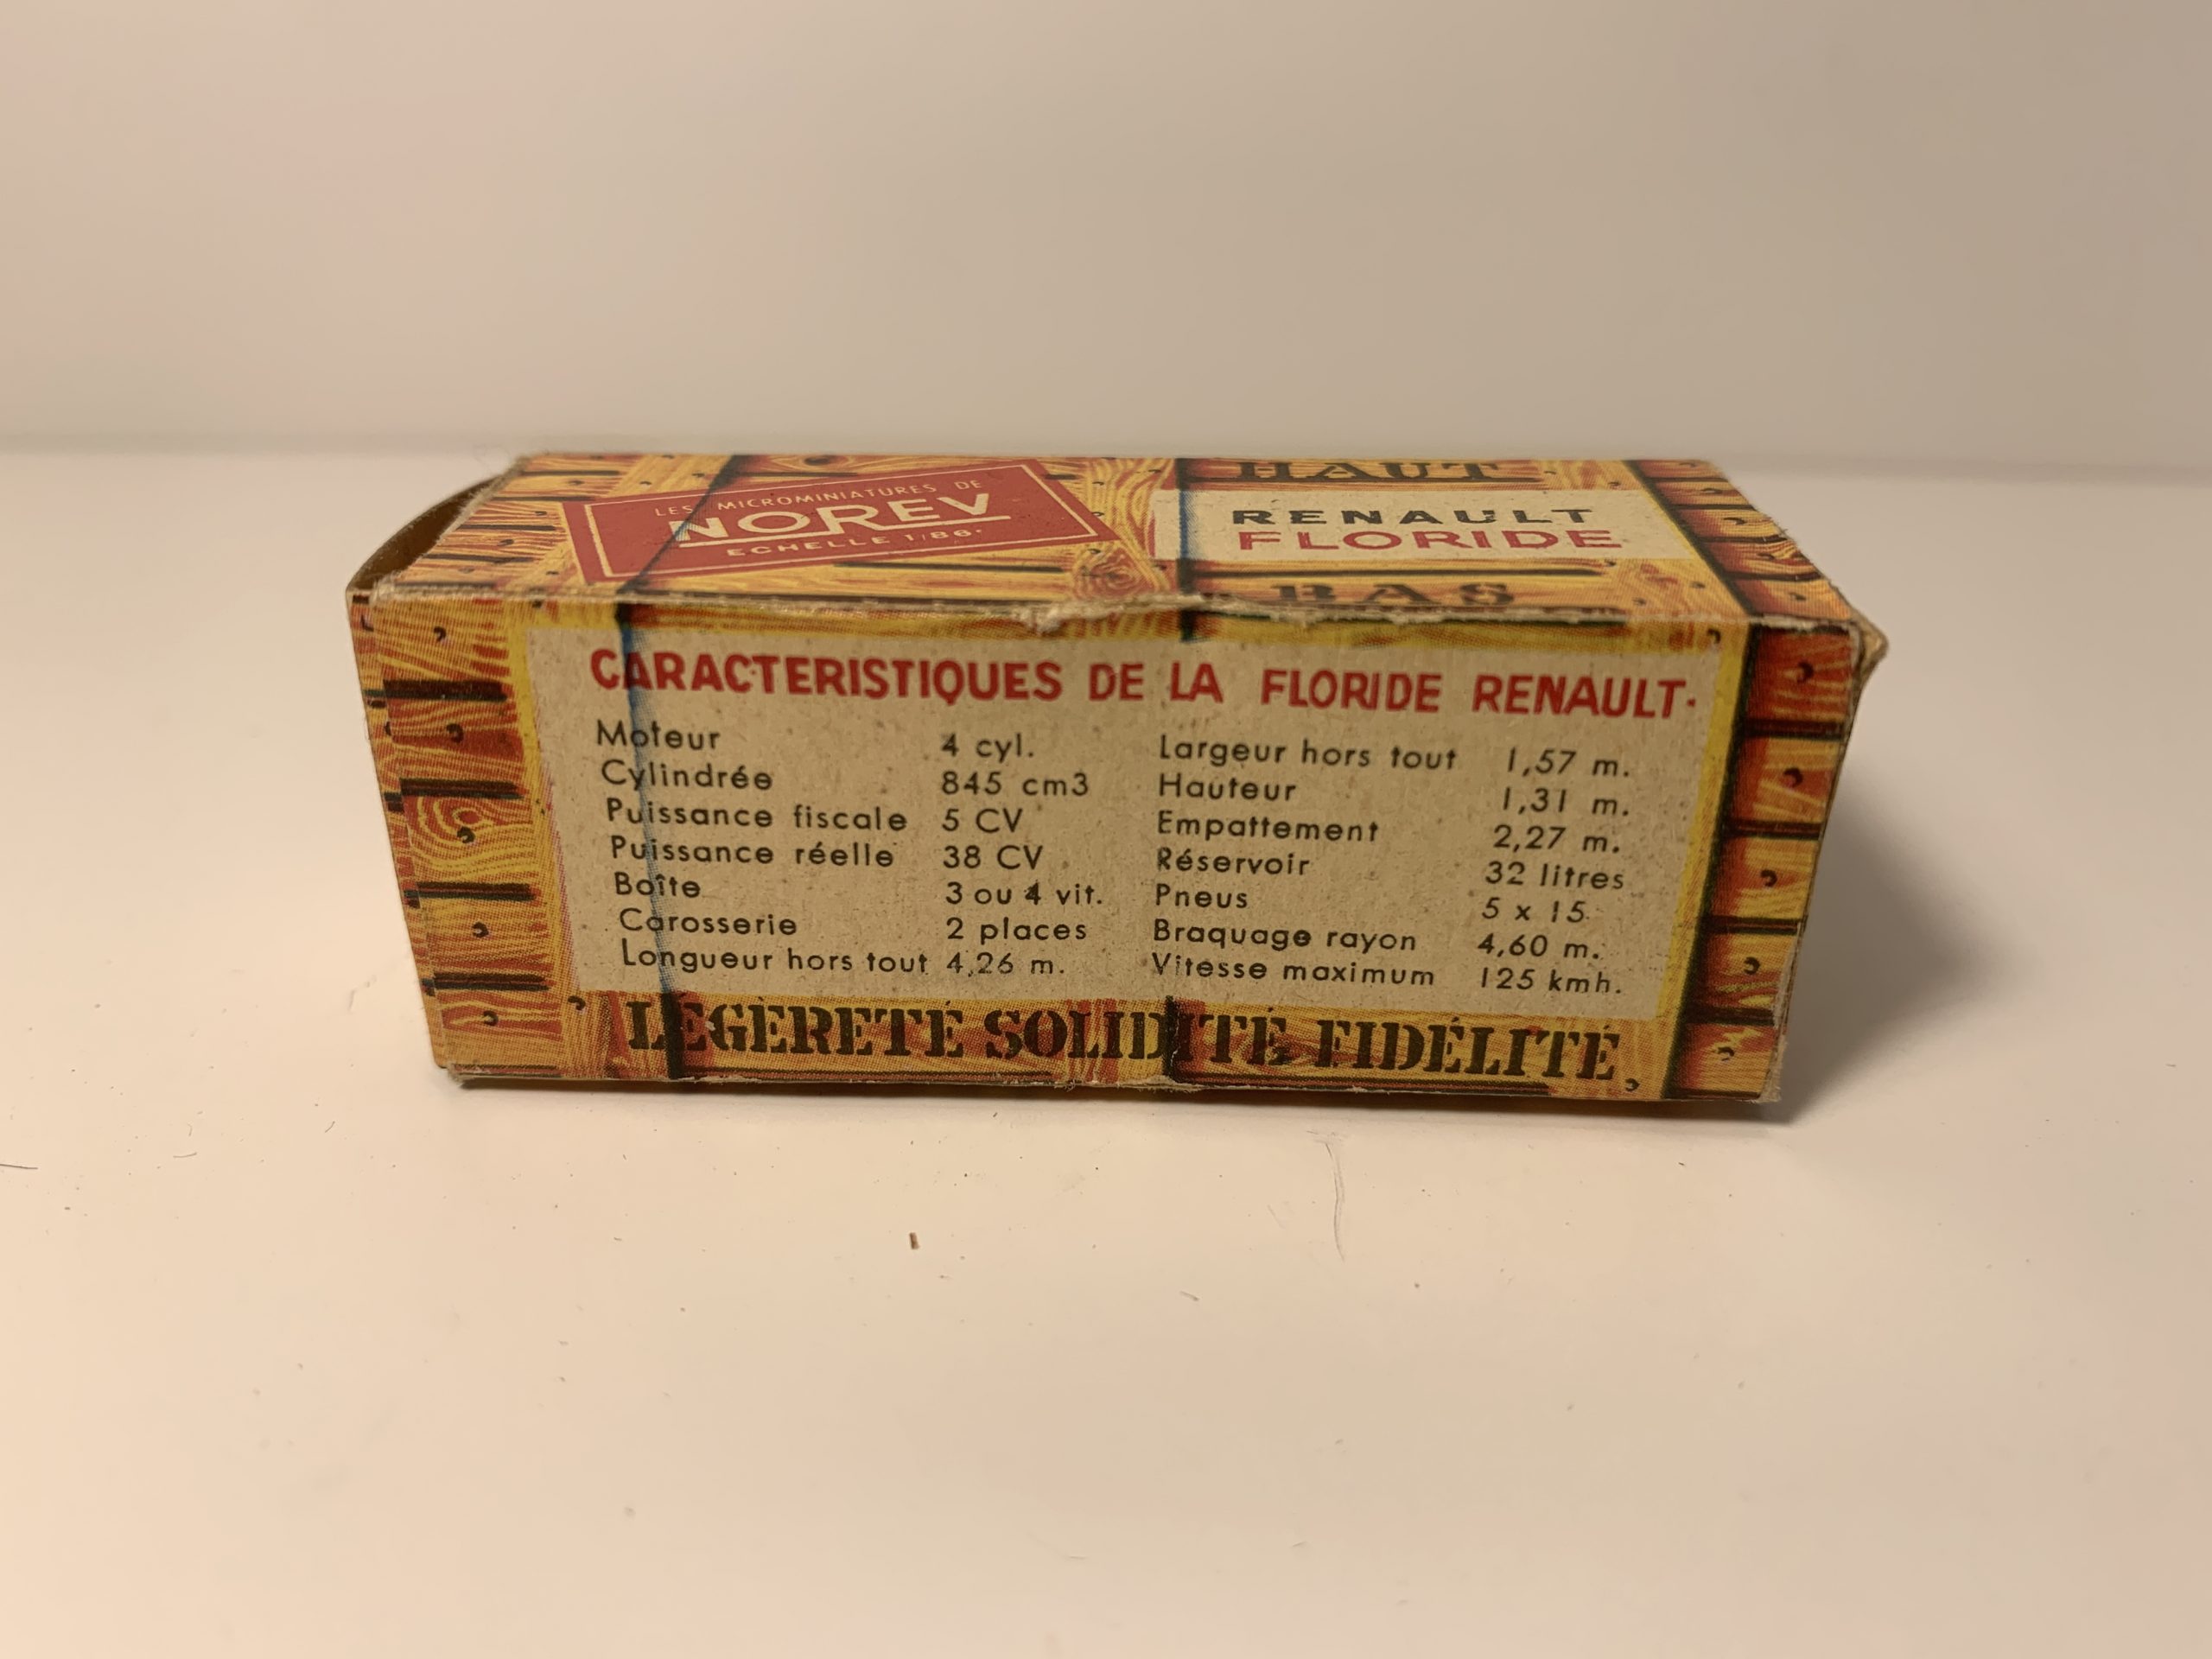 LES MICROMINIATURES DE
NOREV
ECHELLE 1/86e
HAUT
RENAULT
FLORIDE
BAS
CARACTERISTIQUES DE LA FLORIDE RENAULT.
Moteur 4 cyl.
Cylindrée 845 cm3
Puissance fiscale 5 CV
Puissance réelle 38 CV
Boîte 3 ou 4 vit.
Carosserie 2 places
Longueur hors tout 4,26 m.
Largeur hors tout 1,57 m.
Hauteur 1,31 m.
Empattement 2,27 m.
Réservoir 32 litres
Pneus 5 x 15
Braquage rayon 4,60 m.
Vitesse maximum 125 kmh.
LÉGÈRETÉ SOLIDITÉ FIDÉLITÉ